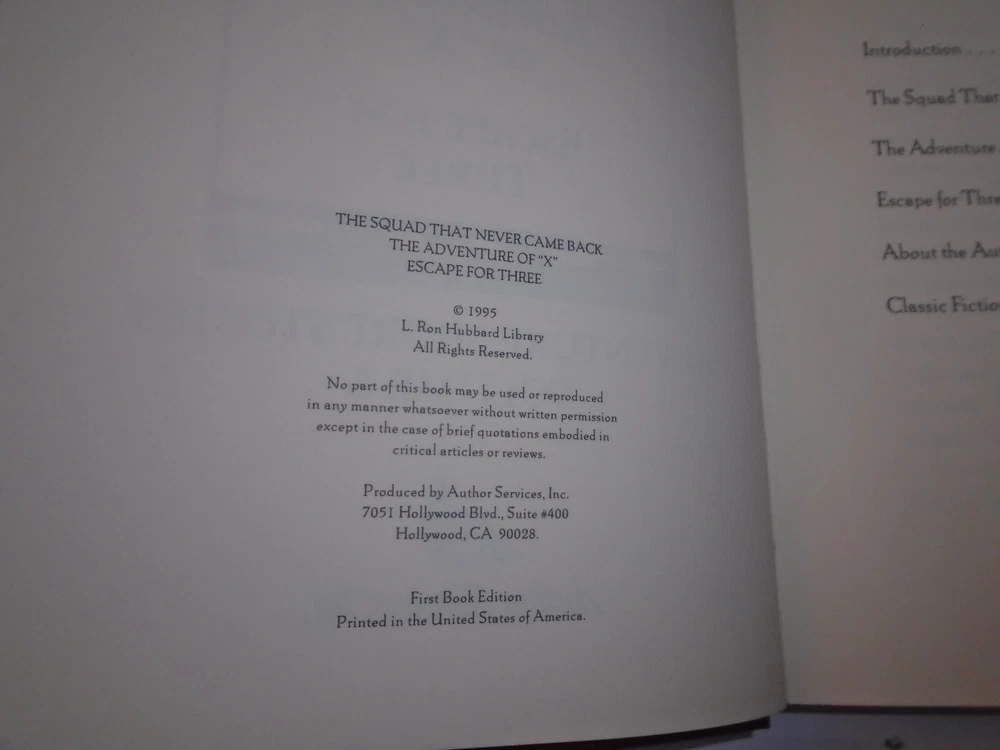 THE SQUAD THAT NEVER CAME BACK
THE ADVENTURE OF "X"
ESCAPE FOR THREE
© 1995
L. Ron Hubbard Library
All Rights Reserved.
No part of this book may be used or reproduced
in any manner whatsoever without written permission
except in the case of brief quotations embodied in
critical articles or reviews.
Produced by Author Services, Inc.
7051 Hollywood Blvd., Suite #400
Hollywood, CA 90028.
First Book Edition
Printed in the United States of America.
Introduction . . .
The Squad That
The Adventure
Escape for Thre
About the Au
Classic Fictio